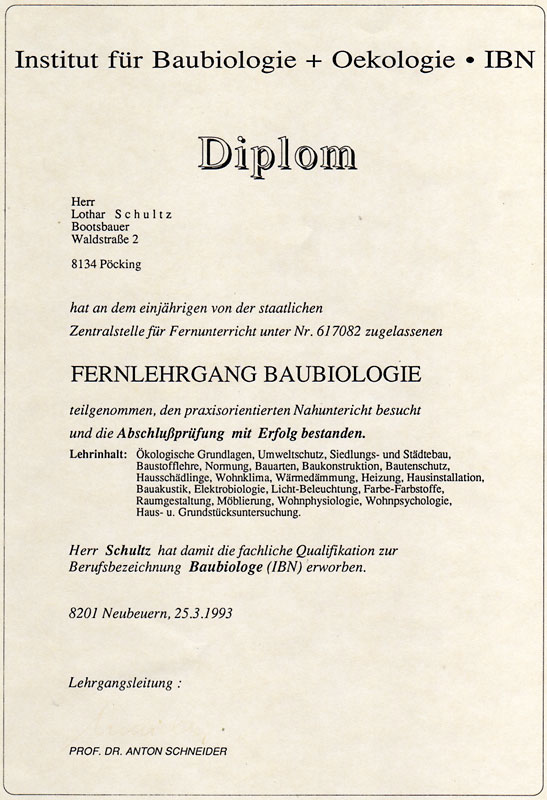 Institut für Baubiologie + Oekologie • IBN
Diplom
Herr
Lothar Schultz
Bootsbauer
Waldstraße 2
8134 Pöcking
hat an dem einjährigen von der staatlichen
Zentralstelle für Fernunterricht unter Nr. 617082 zugelassenen
FERNLEHRGANG BAUBIOLOGIE
teilgenommen, den praxisorientierten Nahuntericht besucht
und die Abschlußprüfung mit Erfolg bestanden.
Lehrinhalt: Ökologische Grundlagen, Umweltschutz, Siedlungs- und Städtebau,
Baustofflehre, Normung, Bauarten, Baukonstruktion, Bautenschutz,
Hausschädlinge, Wohnklima, Wärmedämmung, Heizung, Hausinstallation,
Bauakustik, Elektrobiologie, Licht-Beleuchtung, Farbe-Farbstoffe,
Raumgestaltung, Möblierung, Wohnphysiologie, Wohnpsychologie,
Haus- u. Grundstücksuntersuchung.
Herr Schultz hat damit die fachliche Qualifikation zur
Berufsbezeichnung Baubiologe (IBN) erworben.
8201 Neubeuern, 25.3.1993
Lehrgangsleitung :
PROF. DR. ANTON SCHNEIDER